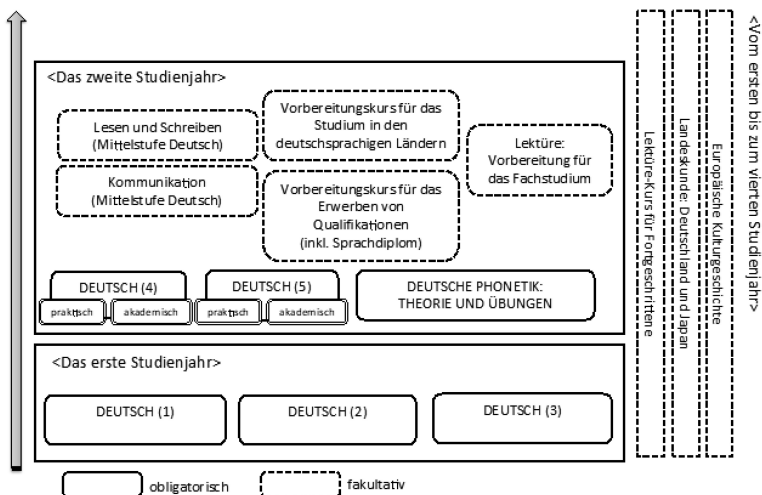 <Das zweite Studienjahr>
Lesen und Schreiben
(Mittelstufe Deutsch)
Vorbereitungskurs für das
Studium in den
deutschsprachigen Ländern
Lektüre:
Vorbereitung für
das Fachstudium
Kommunikation
(Mittelstufe Deutsch)
Vorbereitungskurs für das
Erwerben von
Qualifikationen
(inkl. Sprachdiplom)
DEUTSCH (4)
praktisch
akademisch
DEUTSCH (5)
praktisch
akademisch
DEUTSCHE PHONETIK:
THEORIE UND ÜBUNGEN
<Das erste Studienjahr>
DEUTSCH (1)
DEUTSCH (2)
DEUTSCH (3)
Lektüre-Kurs für Fortgeschrittene
Landeskunde: Deutschland und Japan
Europäische Kulturgeschichte
<Vom ersten bis zum vierten Studienjahr>
obligatorisch
fakultativ